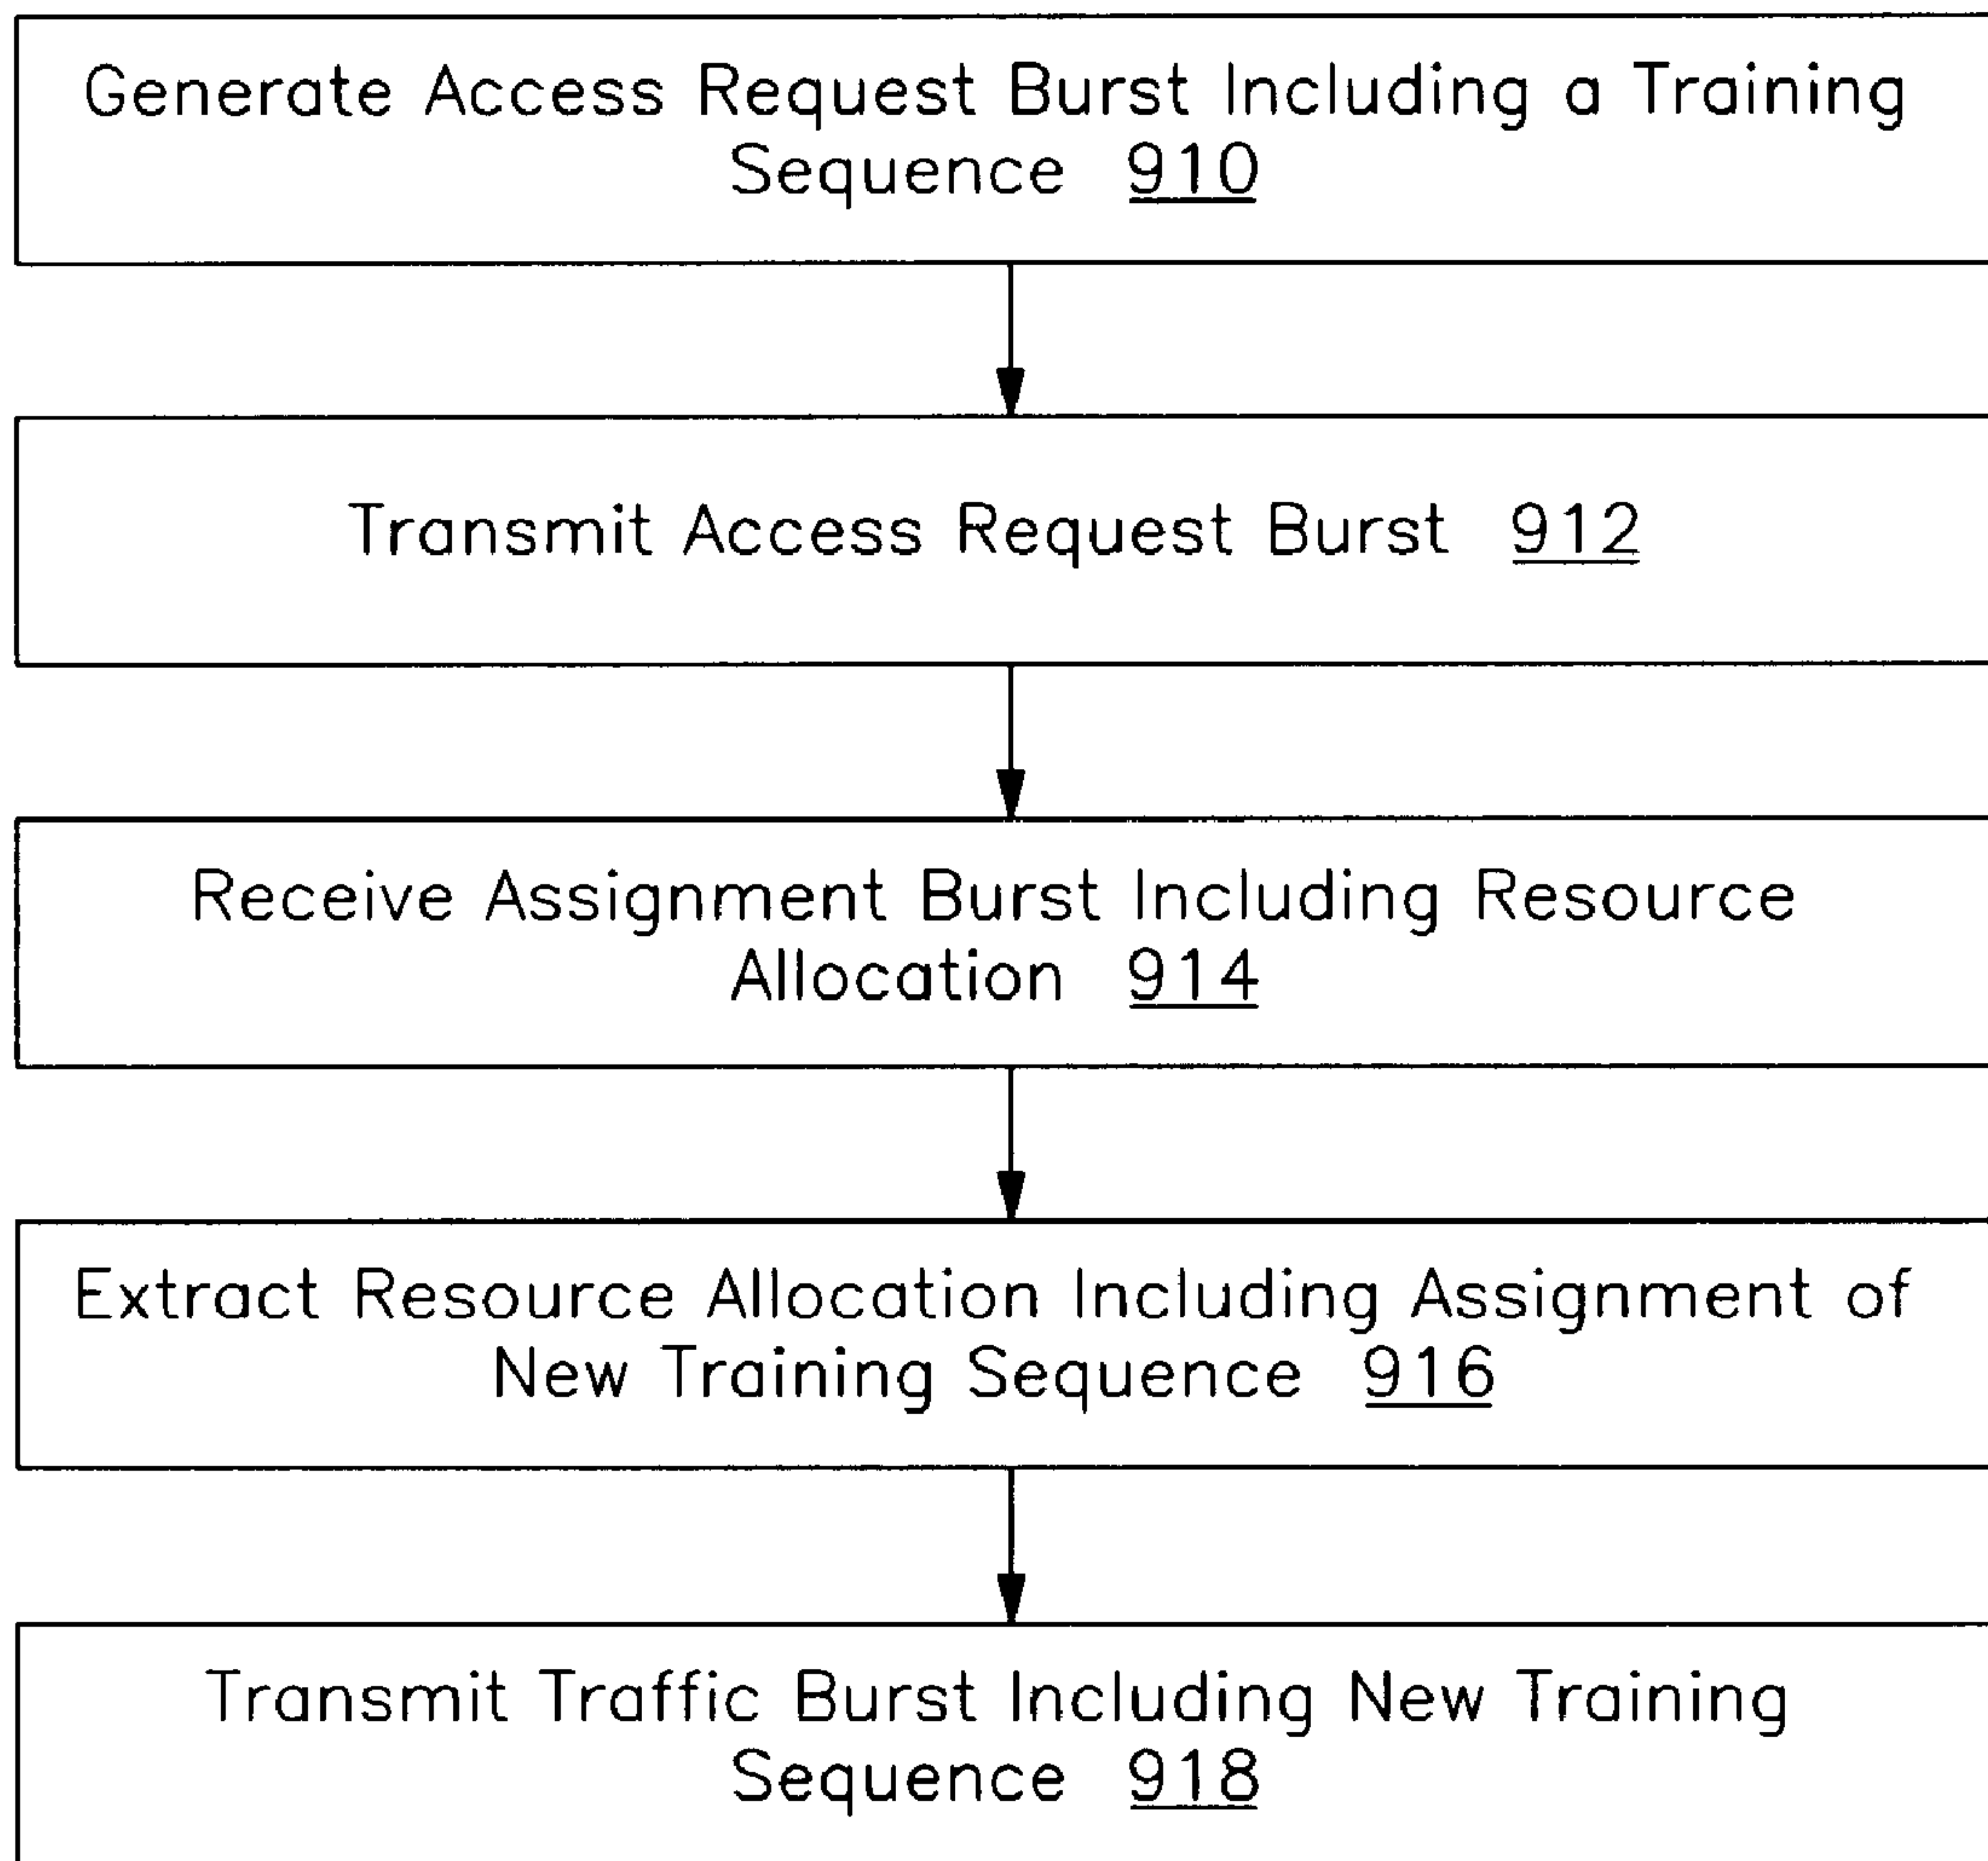 Generate Access Request Burst Including a Training
Sequence 910
Transmit Access Request Burst 912
Receive Assignment Burst Including Resource
Allocation 914
Extract Resource Allocation Including Assignment of
New Training Sequence 916
Transmit Traffic Burst Including New Training
Sequence 918